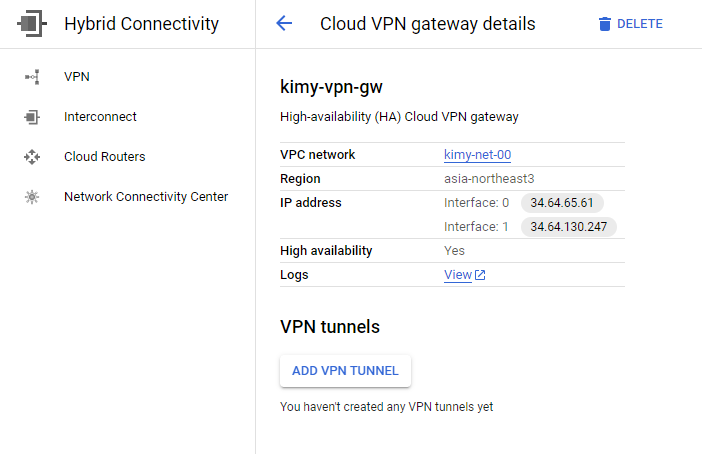 Hybrid Connectivity
Cloud VPN gateway details
DELETE
VPN
Interconnect
Cloud Routers
Network Connectivity Center
kimy-vpn-gw
High-availability (HA) Cloud VPN gateway
VPC network kimy-net-00
Region asia-northeast3
IP address Interface: 0 34.64.65.61
Interface: 1 34.64.130.247
High availability Yes
Logs View
VPN tunnels
ADD VPN TUNNEL
You haven't created any VPN tunnels yet